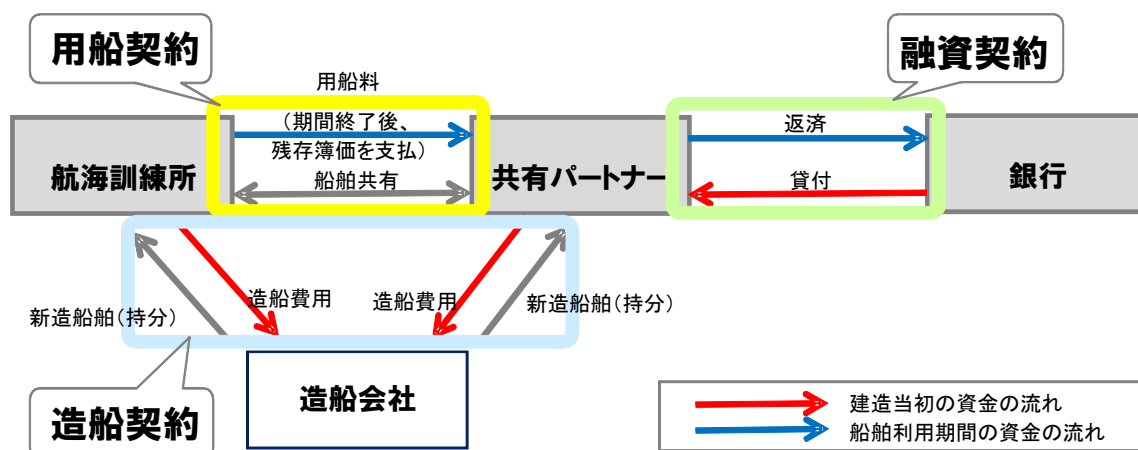 用船契約
融資契約
用船料
(期間終了後、
残存簿価を支払)
返済
航海訓練所
船舶共有
共有パートナー
貸付
銀行
新造船舶(持分)
造船費用
造船費用
新造船舶(持分)
造船契約
造船会社
建造当初の資金の流れ
船舶利用期間の資金の流れ